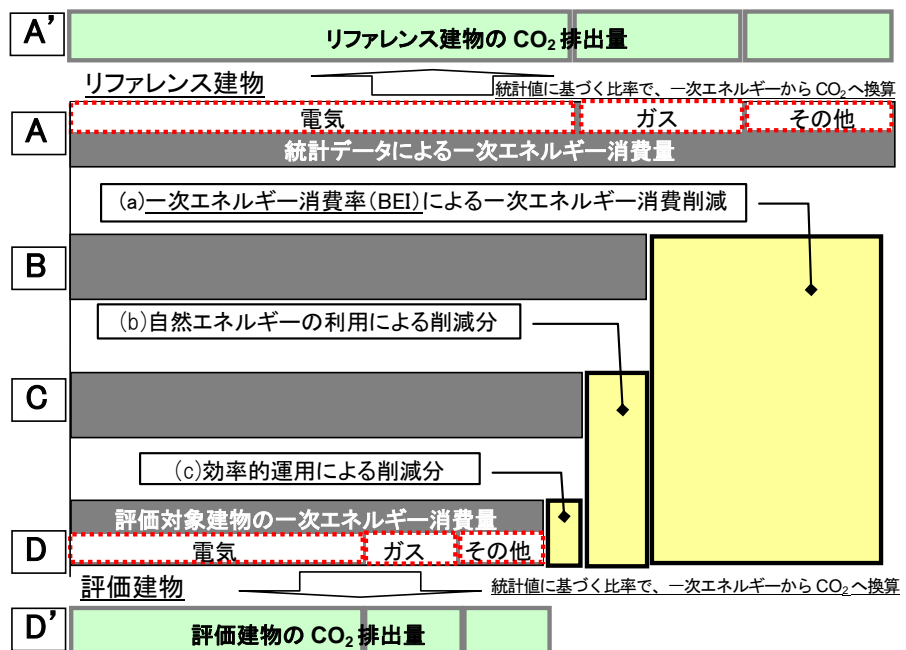 A’
リファレンス建物の CO2 排出量
リファレンス建物
統計値に基づく比率で、一次エネルギーから CO2 へ換算
A
電気 ガス その他
統計データによる一次エネルギー消費量
(a)一次エネルギー消費率(BEI)による一次エネルギー消費削減
B
(b)自然エネルギーの利用による削減分
C
(c)効率的運用による削減分
評価対象建物の一次エネルギー消費量
D
電気 ガス その他
評価建物
統計値に基づく比率で、一次エネルギーから CO2 へ換算
D’
評価建物の CO2 排出量